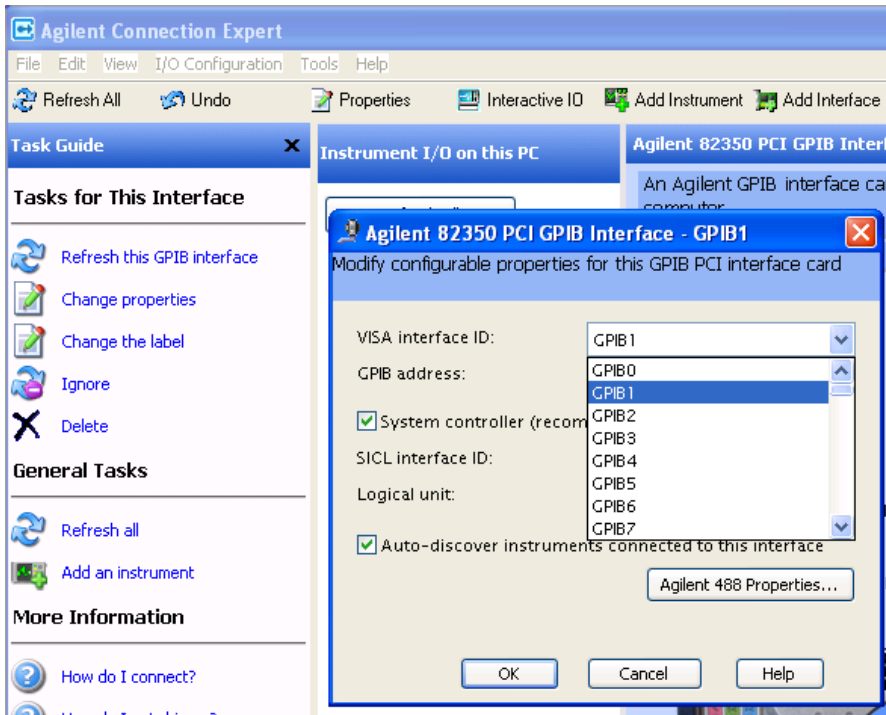 Agilent Connection Expert
File Edit View I/O Configuration Tools Help
Refresh All Undo Properties Interactive IO Add Instrument Add Interface
Task Guide
Tasks for This Interface
Refresh this GPIB interface
Change properties
Change the label
Ignore
Delete
General Tasks
Refresh all
Add an instrument
More Information
How do I connect?
Instrument I/O on this PC
Agilent 82350 PCI GPIB Inter
An Agilent GPIB interface ca
computer
Agilent 82350 PCI GPIB Interface - GPIB1
Modify configurable properties for this GPIB PCI interface card
VISA interface ID: GPIB1
GPIB address:
System controller (recom
SICL interface ID:
Logical unit:
GPIB0
GPIB1
GPIB2
GPIB3
GPIB4
GPIB5
GPIB6
GPIB7
Auto-discover instruments connected to this interface
Agilent 488 Properties...
OK Cancel Help